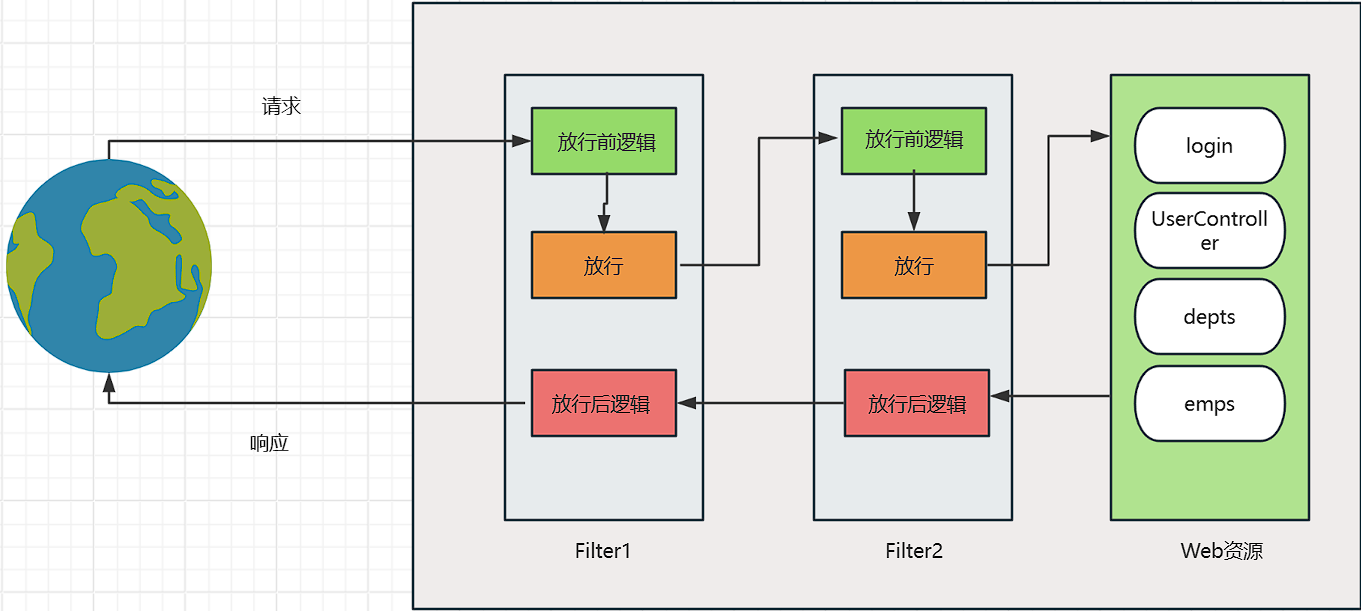 请求
放行前逻辑
放行
放行后逻辑
响应
Filter1
放行前逻辑
放行
放行后逻辑
Filter2
login
UserControll
er
depts
emps
Web资源